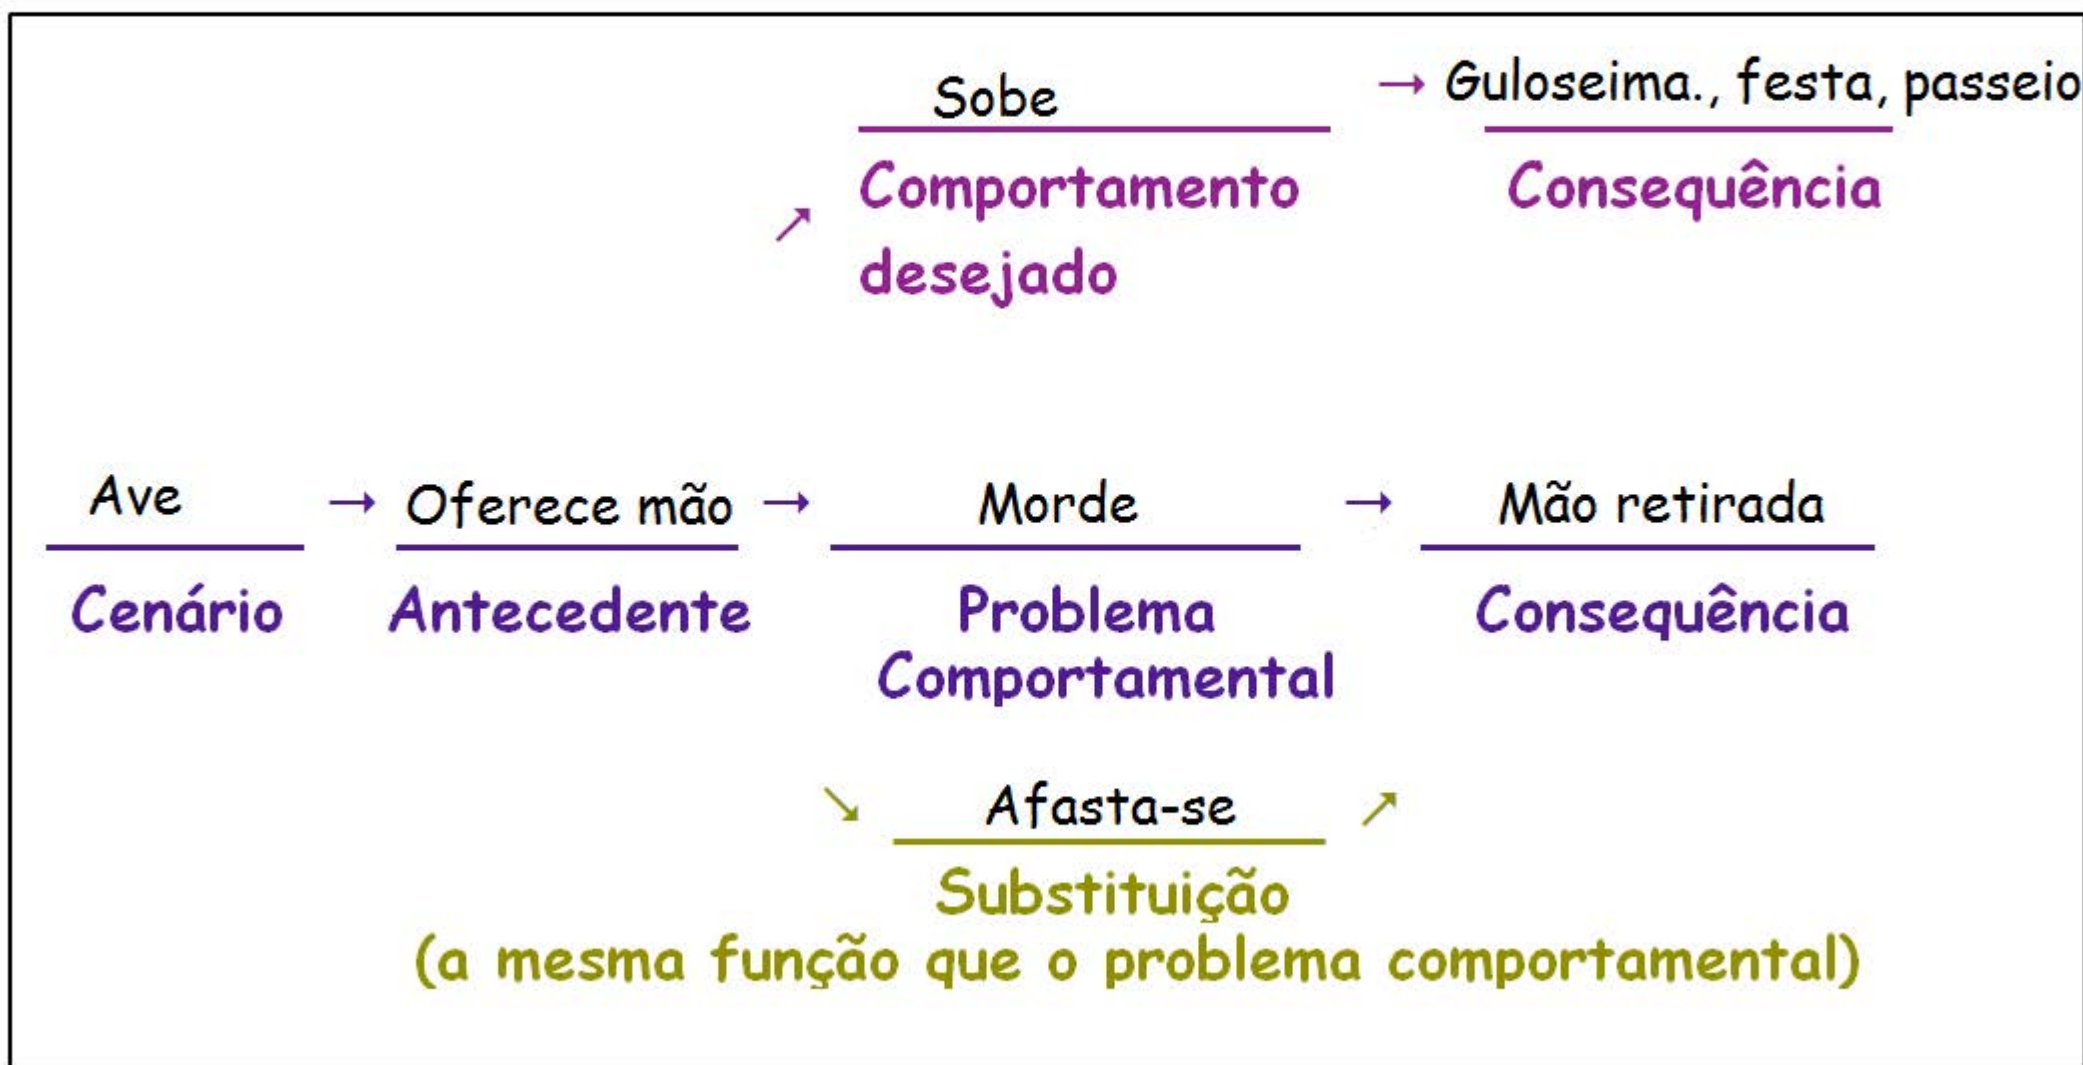 Sobe → Guloseima., festa, passeio
↗ Comportamento desejado Consequência
Ave → Oferece mão → Morde → Mão retirada
Cenário Antecedente Problema Comportamental Consequência
↘ Afasta-se ↗
Substituição
(a mesma função que o problema comportamental)